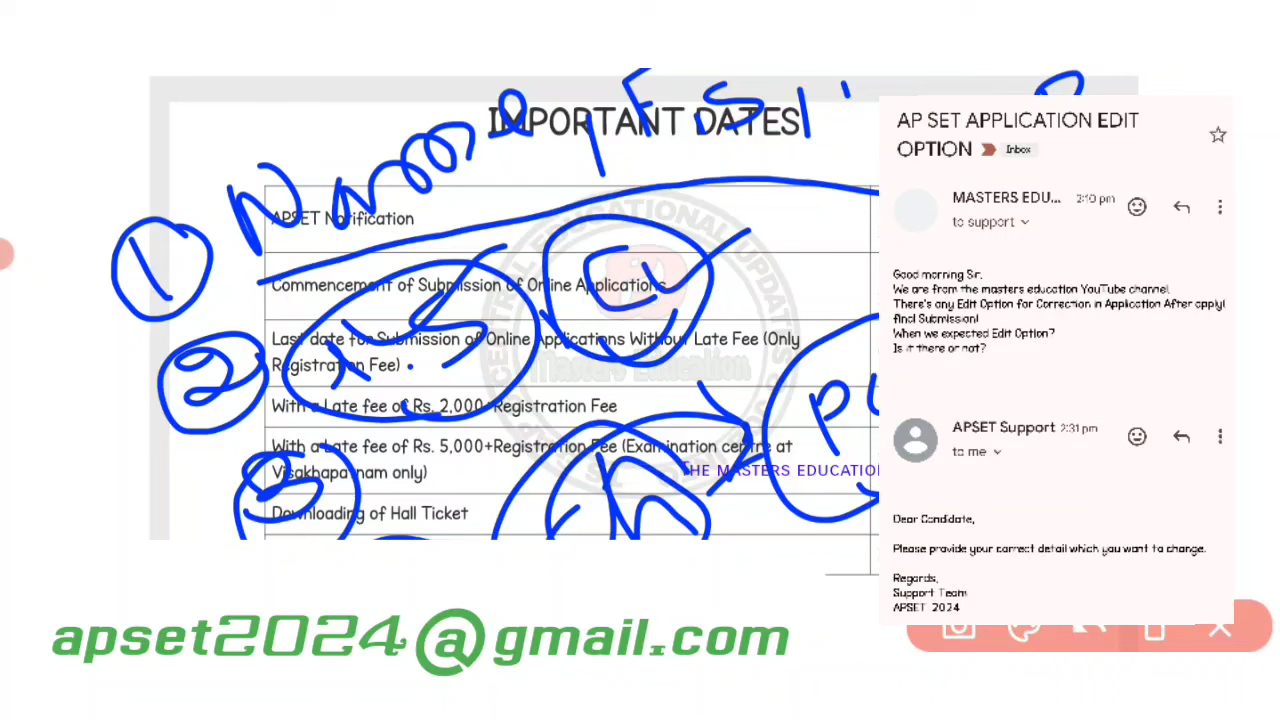 IMPORTANT DATES
APSET Notification
Commencement of Submission of Online Applications
Last date for Submission of Online Applications Without Late Fee (Only
Registration Fee)
With a Late fee of Rs. 2,000+Registration Fee
With a Late fee of Rs. 5,000+Registration Fee (Examination centre at
Visakhapatnam only)
Downloading of Hall Ticket
THE MASTERS EDUCATION
Masters Education
1
Name
2
3
apset2024@gmail.com
AP SET APPLICATION EDIT
OPTION Inbox
MASTERS EDU... 2:10 pm
to support
Good morning Sir.
We are from the masters education YouTube channel
There's any Edit Option for Correction in Application After apply!
final Submission!
When we expected Edit Option?
Is it there or not?
APSET Support 2:31 pm
to me
Dear Candidate,
Please provide your correct detail which you want to change.
Regards,
Support Team
APSET 2024